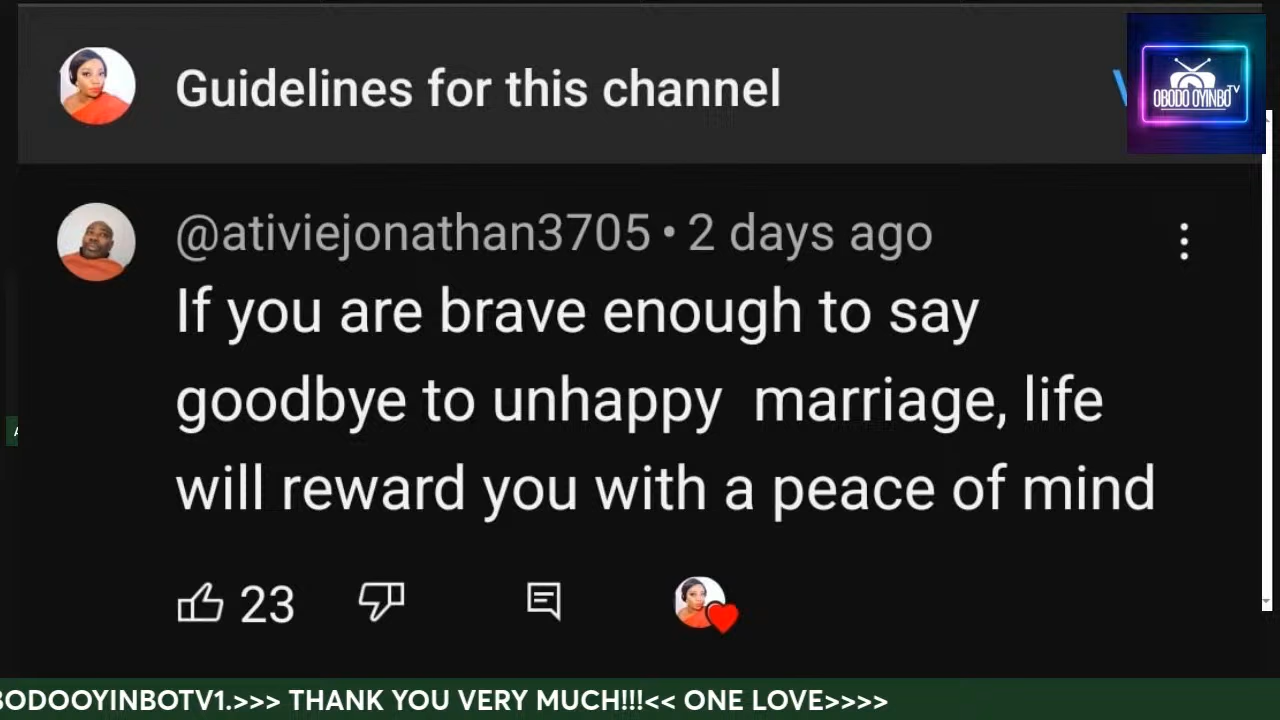 Guidelines for this channel
OBODO OYINBO TV
@ativiejonathan3705 • 2 days ago
If you are brave enough to say
goodbye to unhappy marriage, life
will reward you with a peace of mind
23
BODOOYINBOTV1.>>> THANK YOU VERY MUCH!!!<< ONE LOVE>>>>